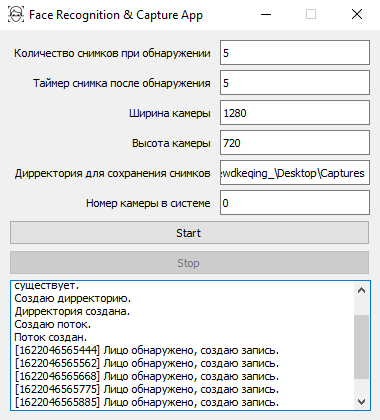 Face Recognition & Capture App
Количество снимков при обнаружении 5
Таймер снимка после обнаружения 5
Ширина камеры 1280
Высота камеры 720
Дирректория для сохранения снимков ewdkeqing_\Desktop\Captures
Номер камеры в системе 0
Start
Stop
существует.
Создаю дирректорию.
Дирректория создана.
Создаю поток.
Поток создан.
[1622046565444] Лицо обнаружено, создаю запись.
[1622046565562] Лицо обнаружено, создаю запись.
[1622046565668] Лицо обнаружено, создаю запись.
[1622046565775] Лицо обнаружено, создаю запись.
[1622046565885] Лицо обнаружено, создаю запись.